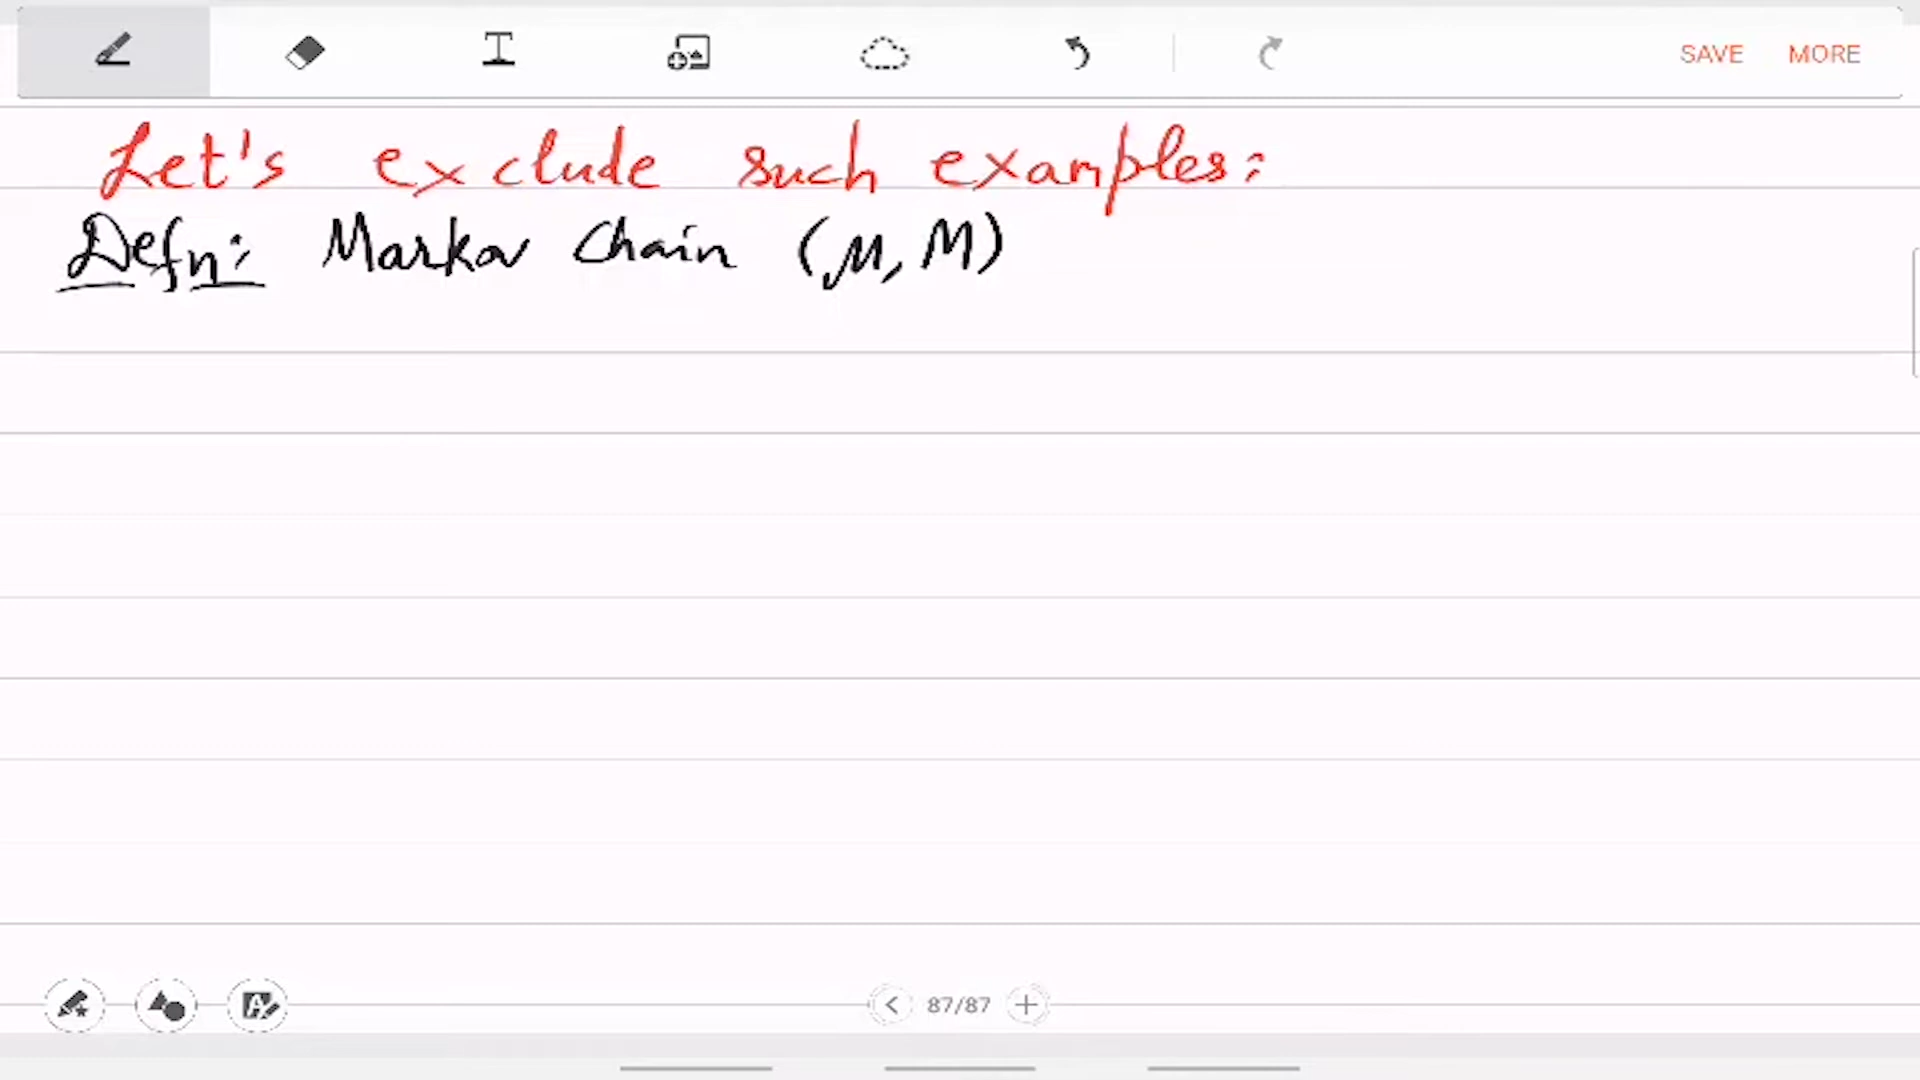 SAVE MORE
Let's exclude such examples:
Defn: Markov Chain (μ, M)
87/87